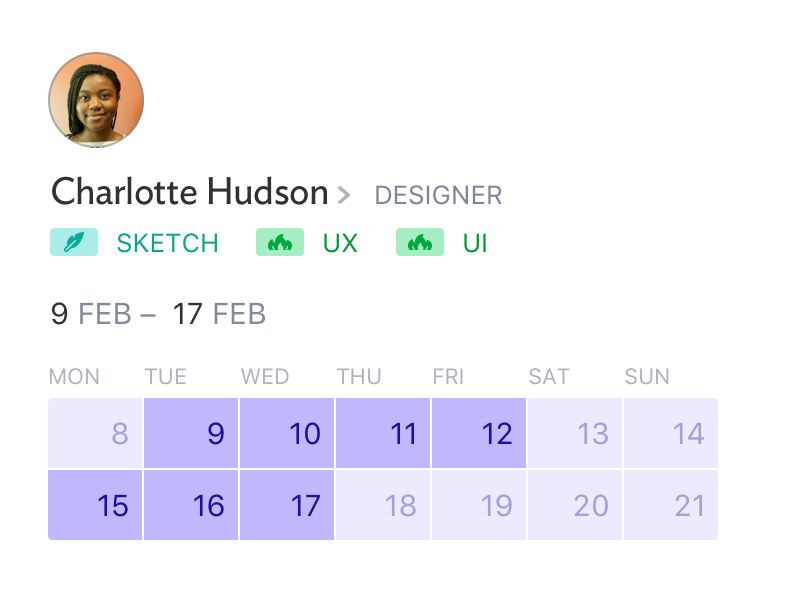 Charlotte Hudson > DESIGNER
SKETCH UX UI
9 FEB – 17 FEB
MON TUE WED THU FRI SAT SUN
8 9 10 11 12 13 14
15 16 17 18 19 20 21